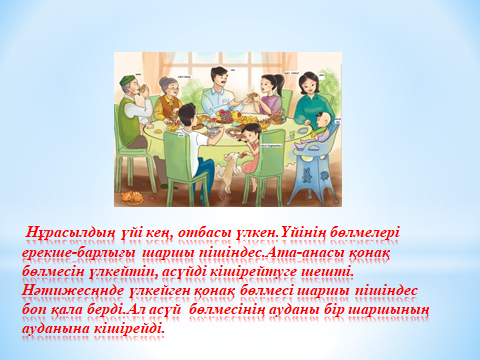 Нұрасылдың үйі кең, отбасы үлкен.Үйінің бөлмелері
ерекше-барлығы шаршы пішіндес.Ата-анасы қонақ
бөлмесін үлкейтіп, асүйді кішірейтуге шешті.
Нәтижесінде үлкейген қонақ бөлмесі шаршы пішіндес
боп қала берді.Ал асүй бөлмесінің ауданы бір шаршының
ауданына кішірейді.